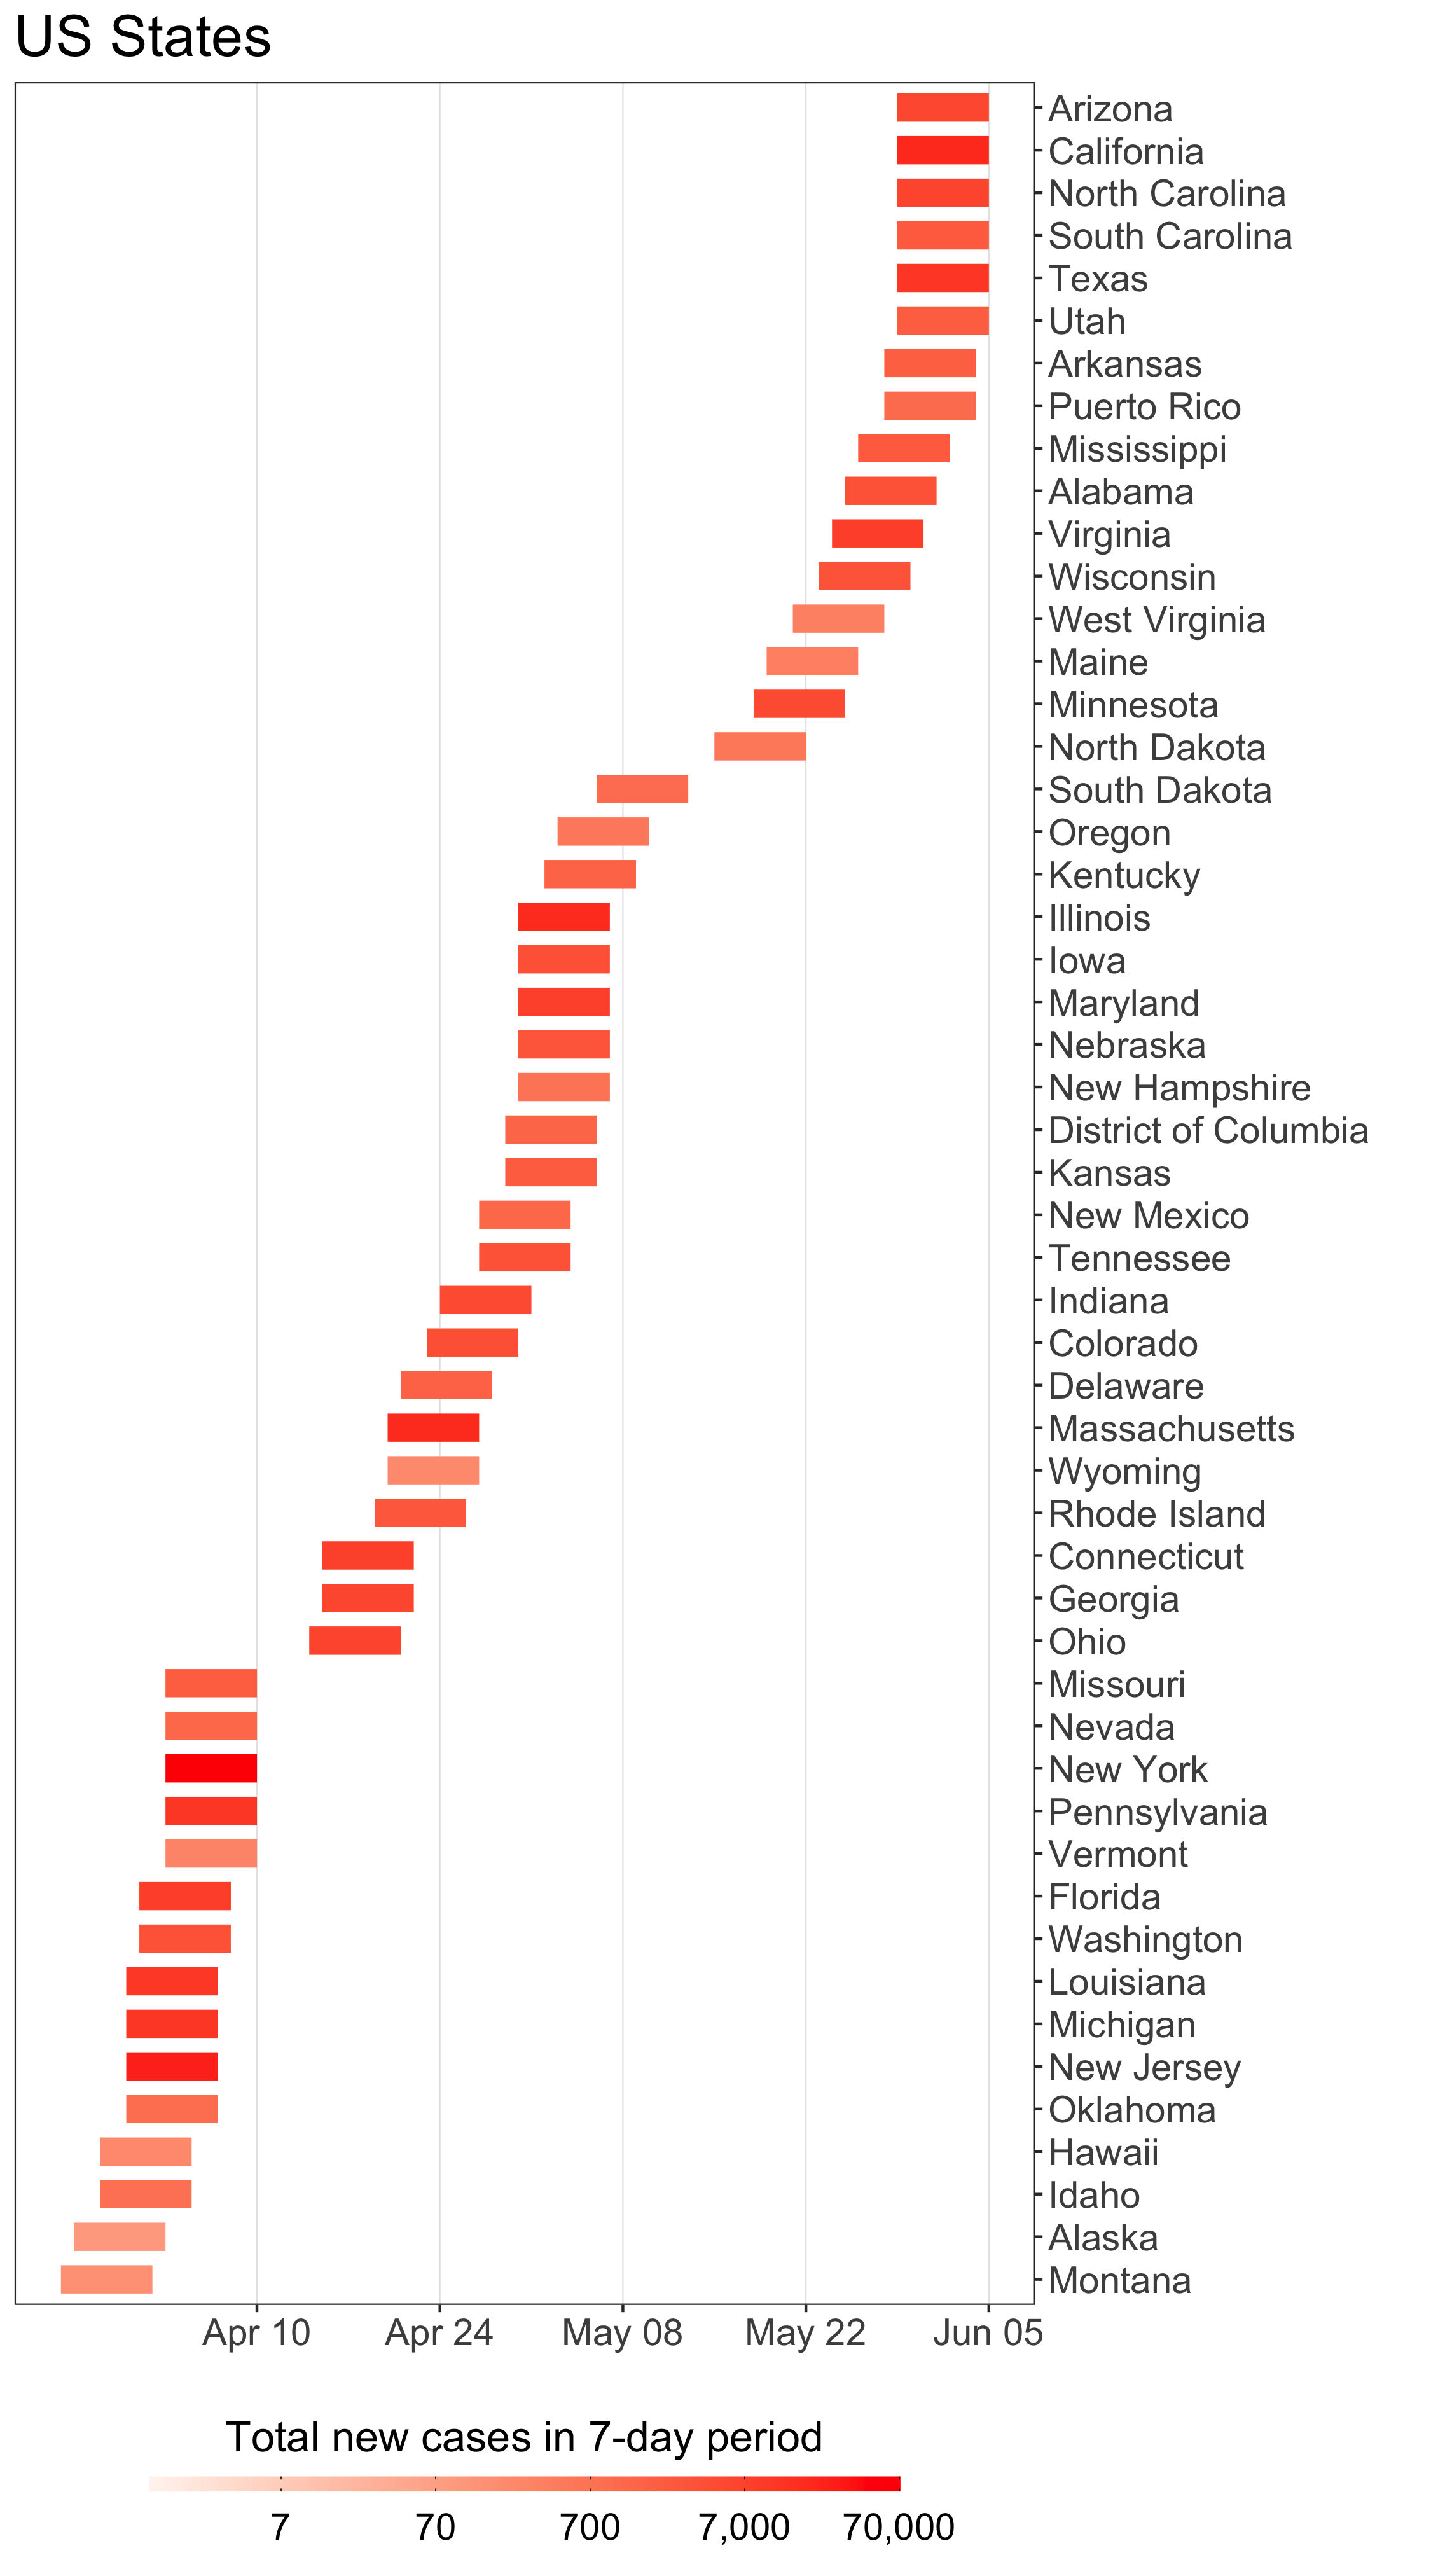 US States
Arizona
California
North Carolina
South Carolina
Texas
Utah
Arkansas
Puerto Rico
Mississippi
Alabama
Virginia
Wisconsin
West Virginia
Maine
Minnesota
North Dakota
South Dakota
Oregon
Kentucky
Illinois
Iowa
Maryland
Nebraska
New Hampshire
District of Columbia
Kansas
New Mexico
Tennessee
Indiana
Colorado
Delaware
Massachusetts
Wyoming
Rhode Island
Connecticut
Georgia
Ohio
Missouri
Nevada
New York
Pennsylvania
Vermont
Florida
Washington
Louisiana
Michigan
New Jersey
Oklahoma
Hawaii
Idaho
Alaska
Montana
Apr 10 Apr 24 May 08 May 22 Jun 05
Total new cases in 7-day period
7 70 700 7,000 70,000